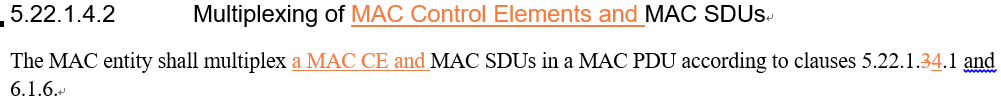 5.22.1.4.2 Multiplexing of MAC Control Elements and MAC SDUs
The MAC entity shall multiplex a MAC CE and MAC SDUs in a MAC PDU according to clauses 5.22.1.34.1 and
6.1.6.